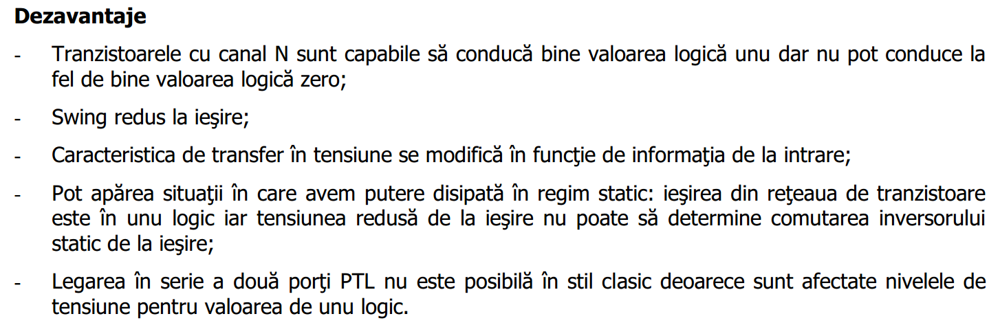 Dezavantaje
- Tranzistoarele cu canal N sunt capabile să conducă bine valoarea logică unu dar nu pot conduce la
fel de bine valoarea logică zero;
- Swing redus la ieşire;
- Caracteristica de transfer în tensiune se modifică în funcţie de informaţia de la intrare;
- Pot apărea situaţii în care avem putere disipată în regim static: ieşirea din reţeaua de tranzistoare
este în unu logic iar tensiunea redusă de la ieşire nu poate să determine comutarea inversorului
static de la ieşire;
- Legarea în serie a două porţi PTL nu este posibilă în stil clasic deoarece sunt afectate nivelele de
tensiune pentru valoarea de unu logic.